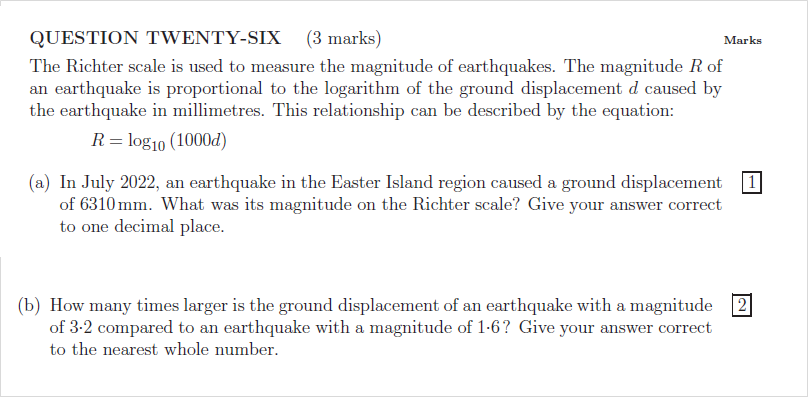 QUESTION TWENTY-SIX (3 marks) Marks
The Richter scale is used to measure the magnitude of earthquakes. The magnitude R of
an earthquake is proportional to the logarithm of the ground displacement d caused by
the earthquake in millimetres. This relationship can be described by the equation:
R = log₁₀ (1000d)
(a) In July 2022, an earthquake in the Easter Island region caused a ground displacement 1
of 6310 mm. What was its magnitude on the Richter scale? Give your answer correct
to one decimal place.
(b) How many times larger is the ground displacement of an earthquake with a magnitude 2
of 3·2 compared to an earthquake with a magnitude of 1·6? Give your answer correct
to the nearest whole number.